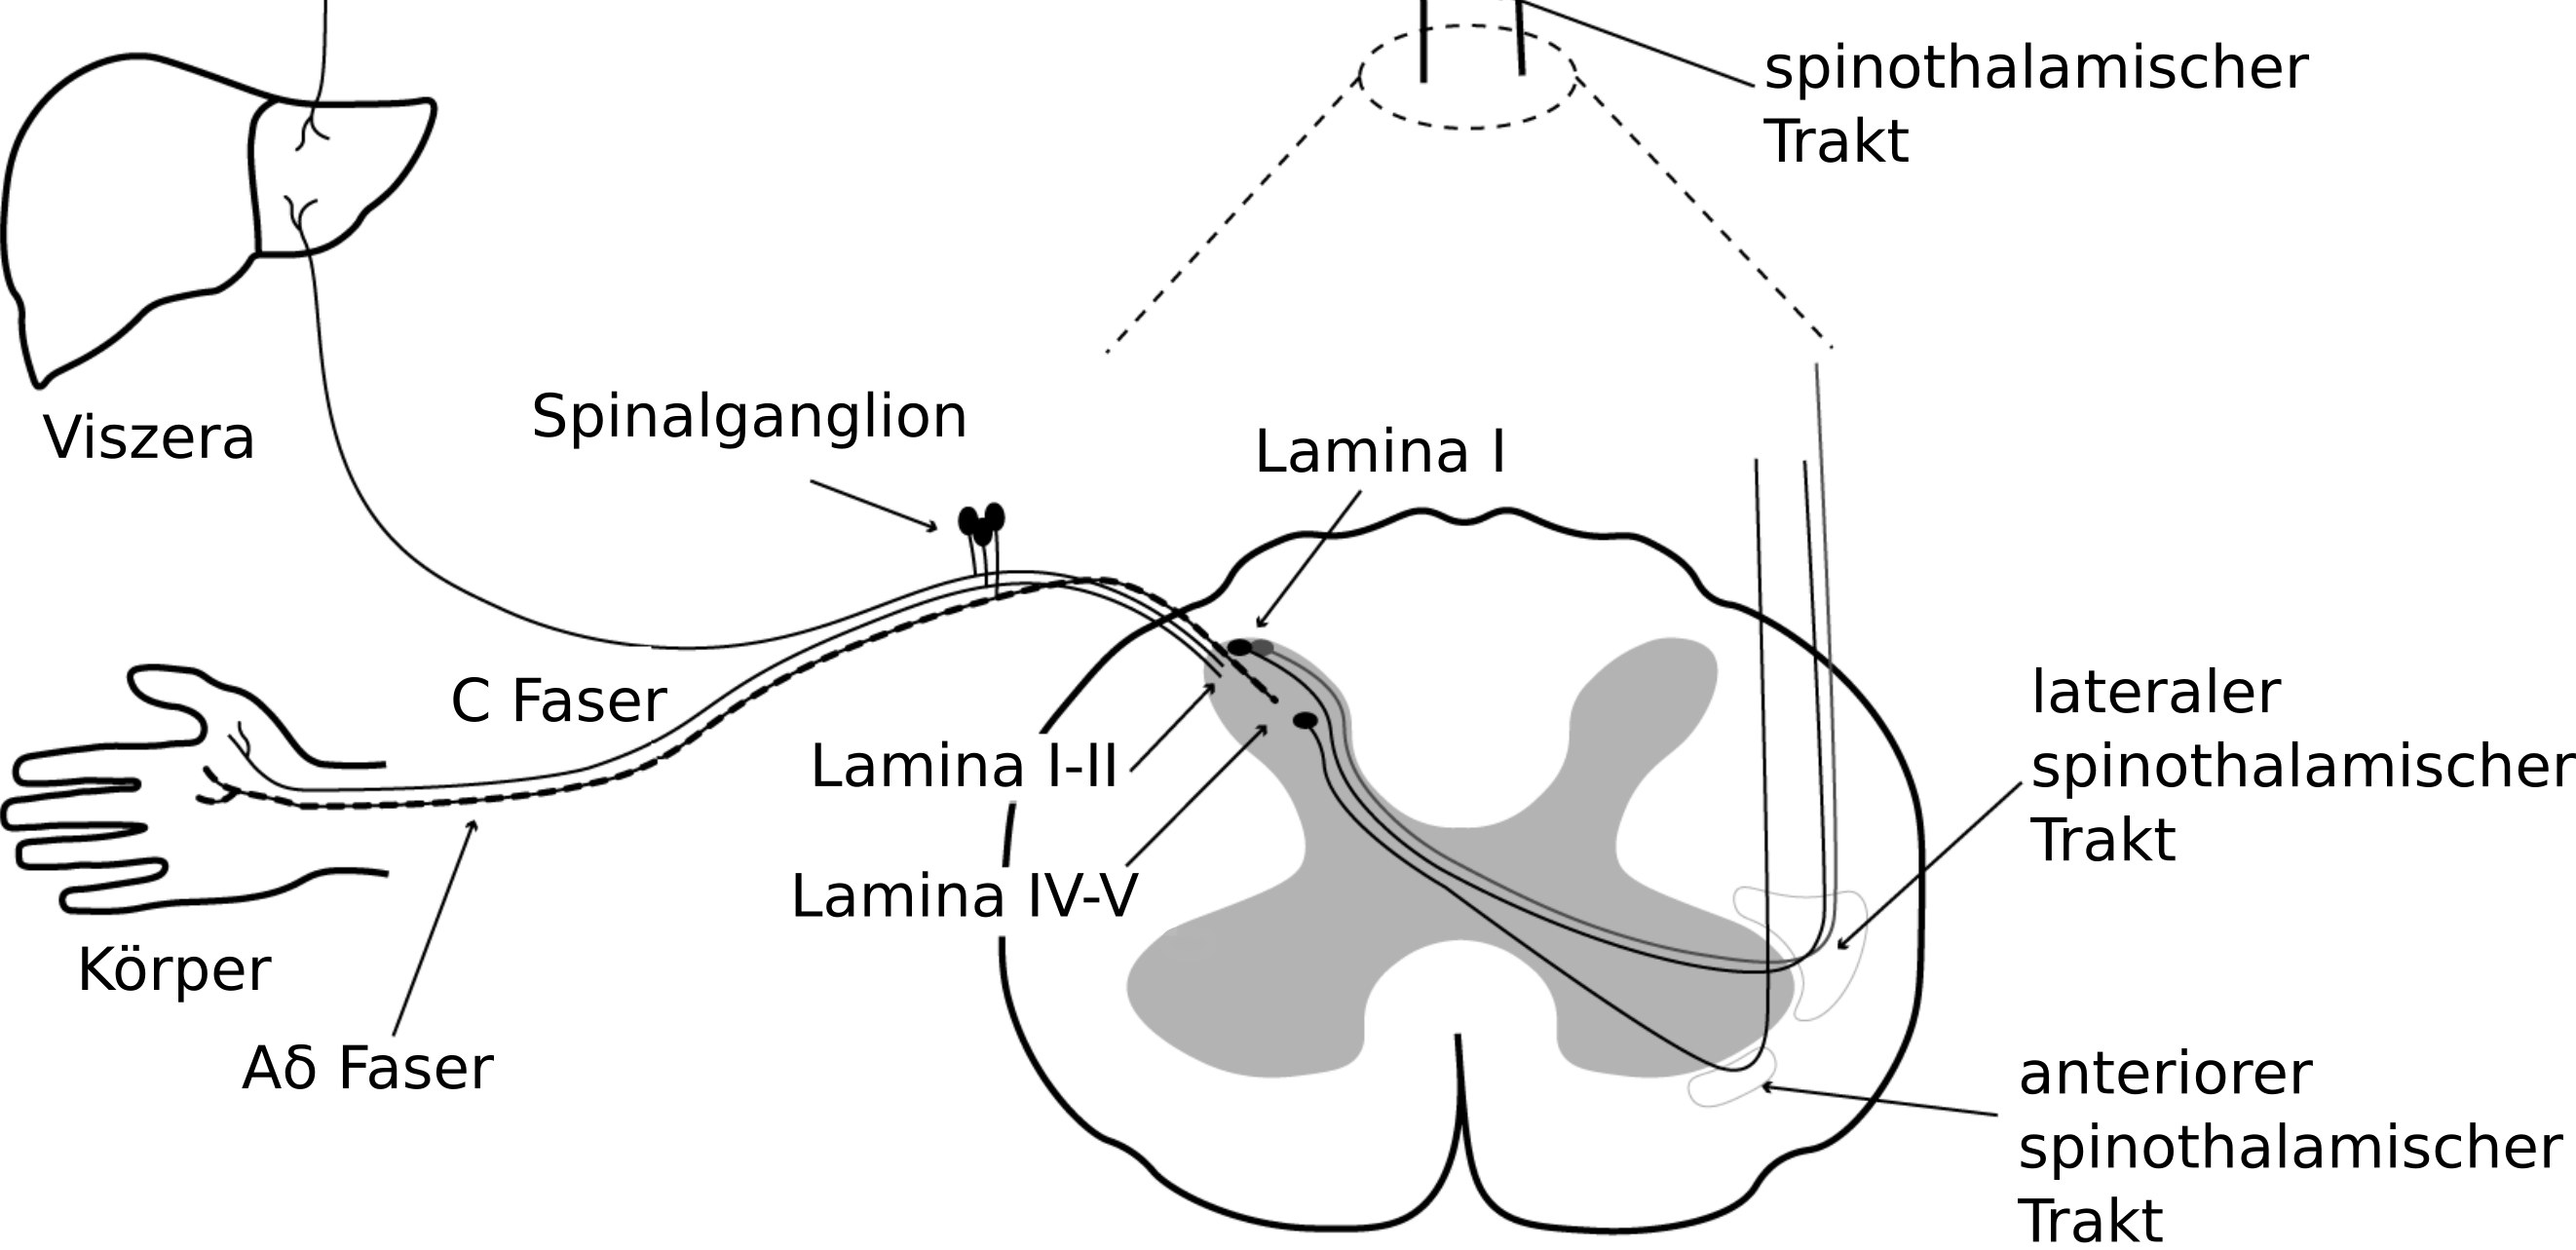 spinothalamischer
Trakt
Viszera
Spinalganglion
Lamina I
C Faser
lateraler
spinothalamischer
Trakt
Lamina I-II
Lamina IV-V
Körper
Aδ Faser
anteriorer
spinothalamischer
Trakt